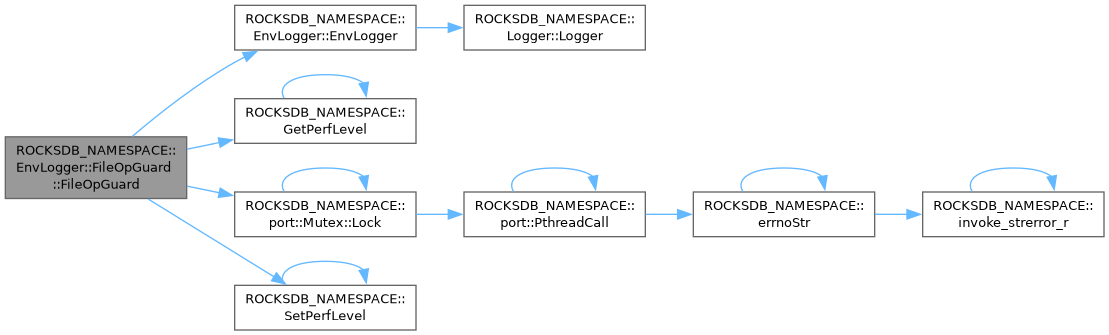 ROCKSDB_NAMESPACE::
EnvLogger::EnvLogger
ROCKSDB_NAMESPACE::
Logger::Logger
ROCKSDB_NAMESPACE::
GetPerfLevel
ROCKSDB_NAMESPACE::
EnvLogger::FileOpGuard
::FileOpGuard
ROCKSDB_NAMESPACE::
port::Mutex::Lock
ROCKSDB_NAMESPACE::
port::PthreadCall
ROCKSDB_NAMESPACE::
errnoStr
ROCKSDB_NAMESPACE::
invoke_strerror_r
ROCKSDB_NAMESPACE::
SetPerfLevel